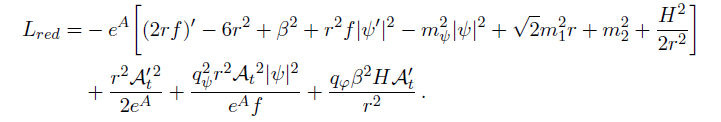 $L_{red} = - e^{A} \left[ (2rf)' - 6r^2 + \beta^2 + r^2 f |\psi'|^2 - m_\psi^2 |\psi|^2 + \sqrt{2} m_1^2 r + m_2^2 + \frac{H^2}{2r^2} \right]$
$+ \frac{r^2 \mathcal{A}_t'^2}{2e^A} + \frac{q_\psi^2 r^2 \mathcal{A}_t{}^2 |\psi|^2}{e^A f} + \frac{q_\varphi \beta^2 H \mathcal{A}_t'}{r^2} \, .$